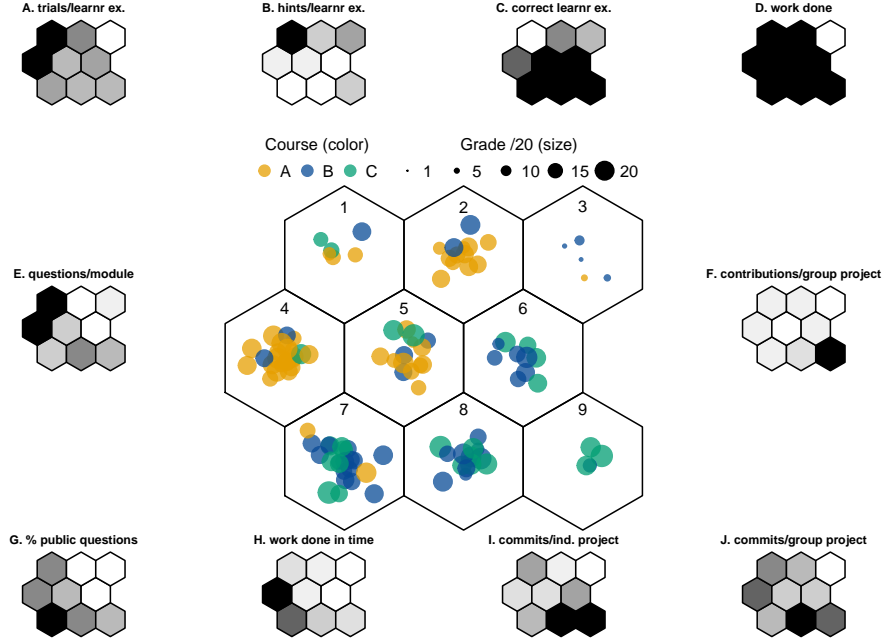 A. trials/learnr ex.
B. hints/learnr ex.
C. correct learnr ex.
D. work done
Course (color)
Grade /20 (size)
A B C
1 5 10 15 20
1 2 3
E. questions/module
F. contributions/group project
4 5 6
7 8 9
G. % public questions
H. work done in time
I. commits/ind. project
J. commits/group project